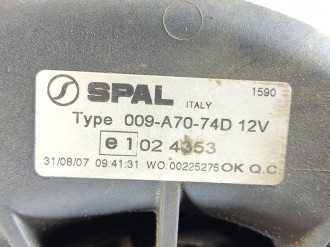 SPAL 1590
ITALY
Type 009-A70-74D 12V
e1 02 4353
31/08/07 09:41:31 WO:00225275 OK Q.C.